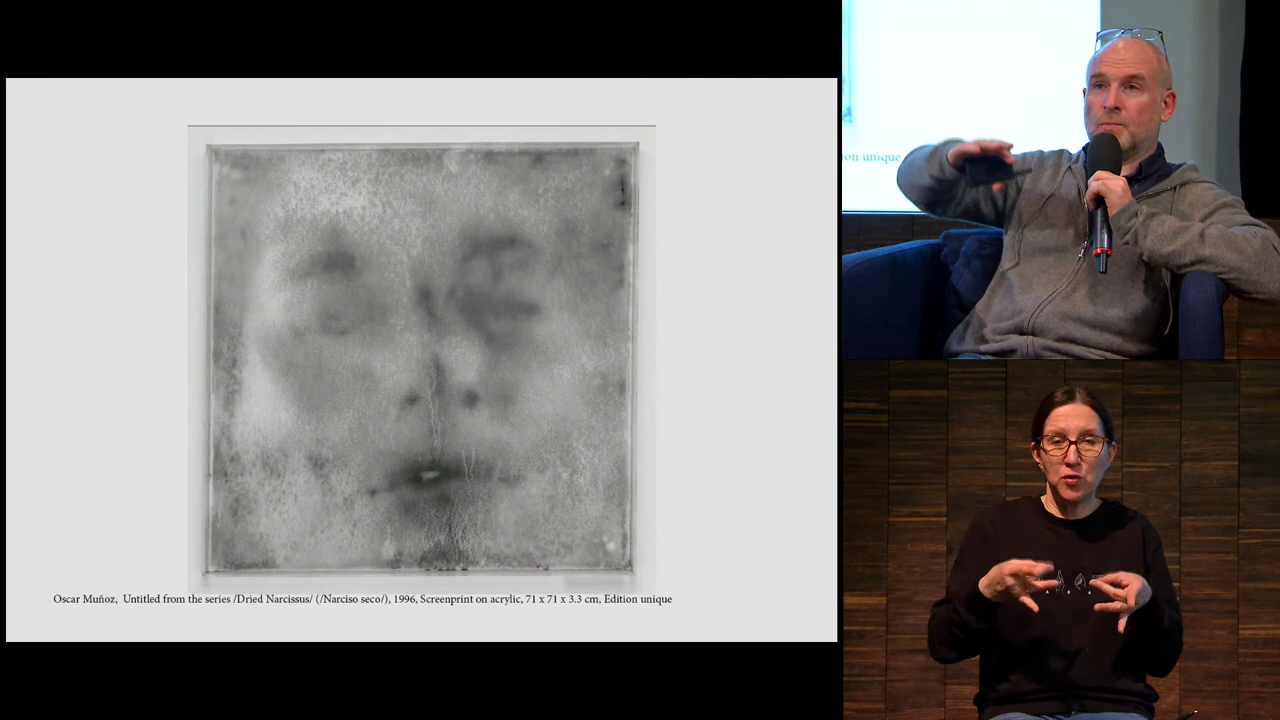 Oscar Muñoz,  Untitled from the series /Dried Narcissus/ (/Narciso seco/), 1996, Screenprint on acrylic, 71 x 71 x 3.3 cm, Edition unique
ion unique
A R A